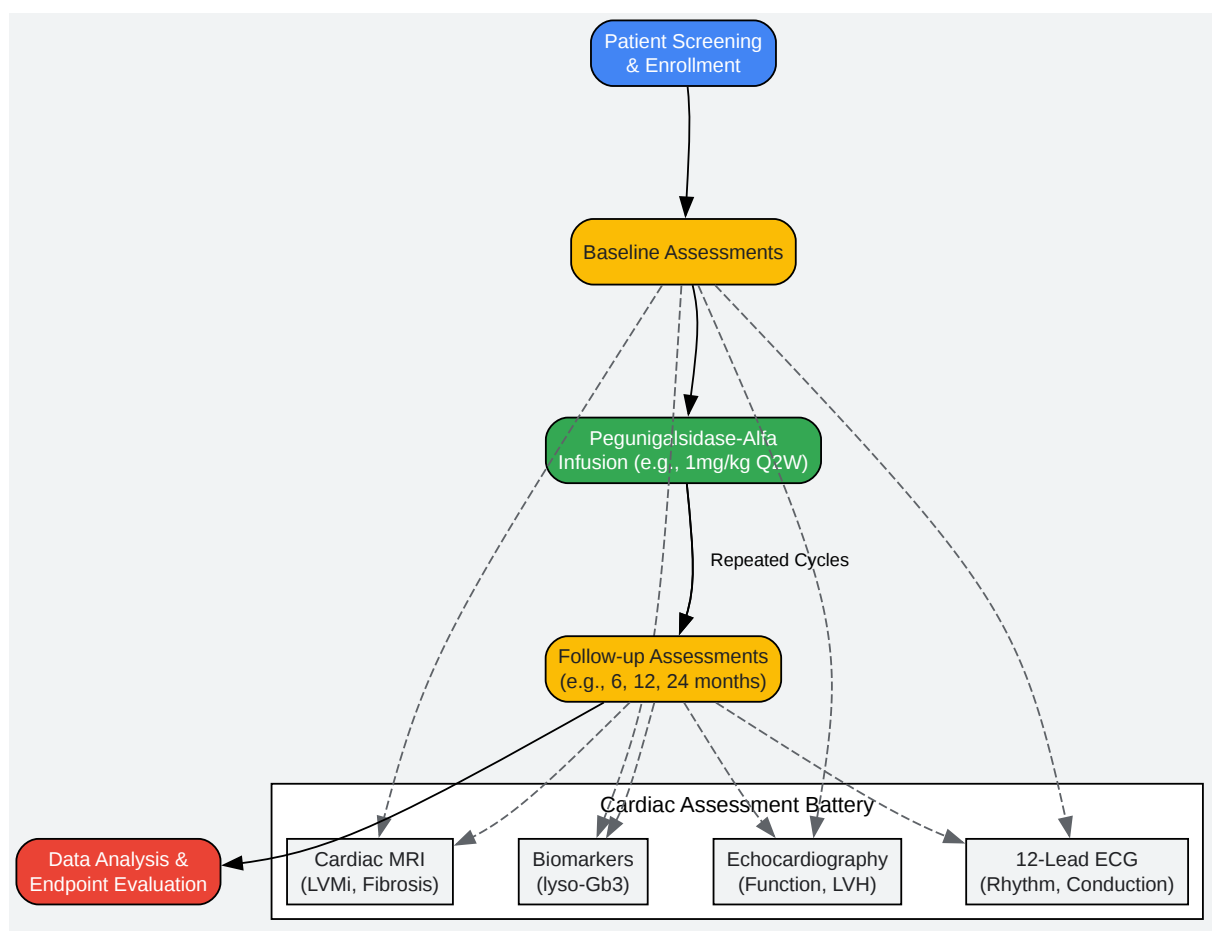 Patient Screening
& Enrollment
Baseline Assessments
Pegunigalsidase-Alfa
Infusion (e.g., 1mg/kg Q2W)
Repeated Cycles
Follow-up Assessments
(e.g., 6, 12, 24 months)
Cardiac Assessment Battery
Data Analysis &
Endpoint Evaluation
Cardiac MRI
(LVMi, Fibrosis)
Biomarkers
(lyso-Gb3)
Echocardiography
(Function, LVH)
12-Lead ECG
(Rhythm, Conduction)